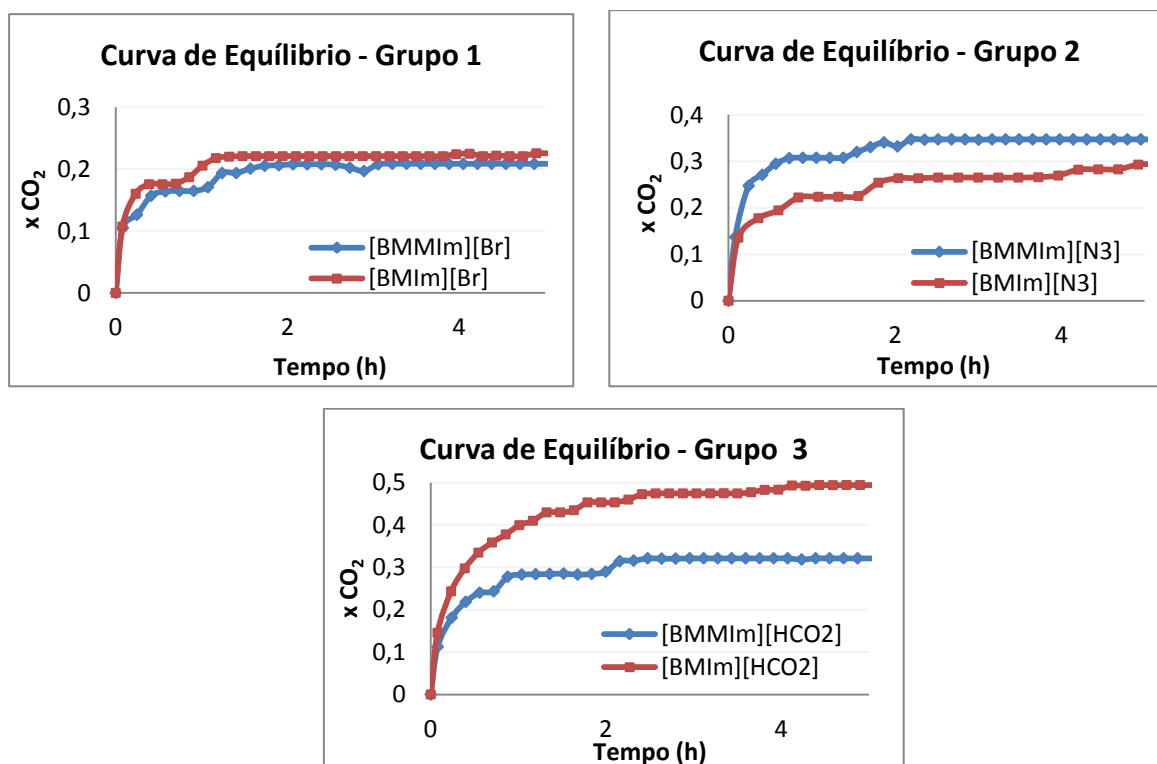 Curva de Equílibrio - Grupo 1
0,3
0,2
0,1
0
x CO₂
[BMMIm][Br]
[BMIm][Br]
0
2
4
Tempo (h)
Curva de Equilíbrio - Grupo 2
0,4
0,3
0,2
0,1
0
x CO₂
[BMMIm][N3]
[BMIm][N3]
0
2
4
Tempo (h)
Curva de Equilíbrio - Grupo  3
0,5
0,4
0,3
0,2
0,1
0
x CO₂
[BMMIm][HCO2]
[BMIm][HCO2]
0
2
4
Tempo (h)